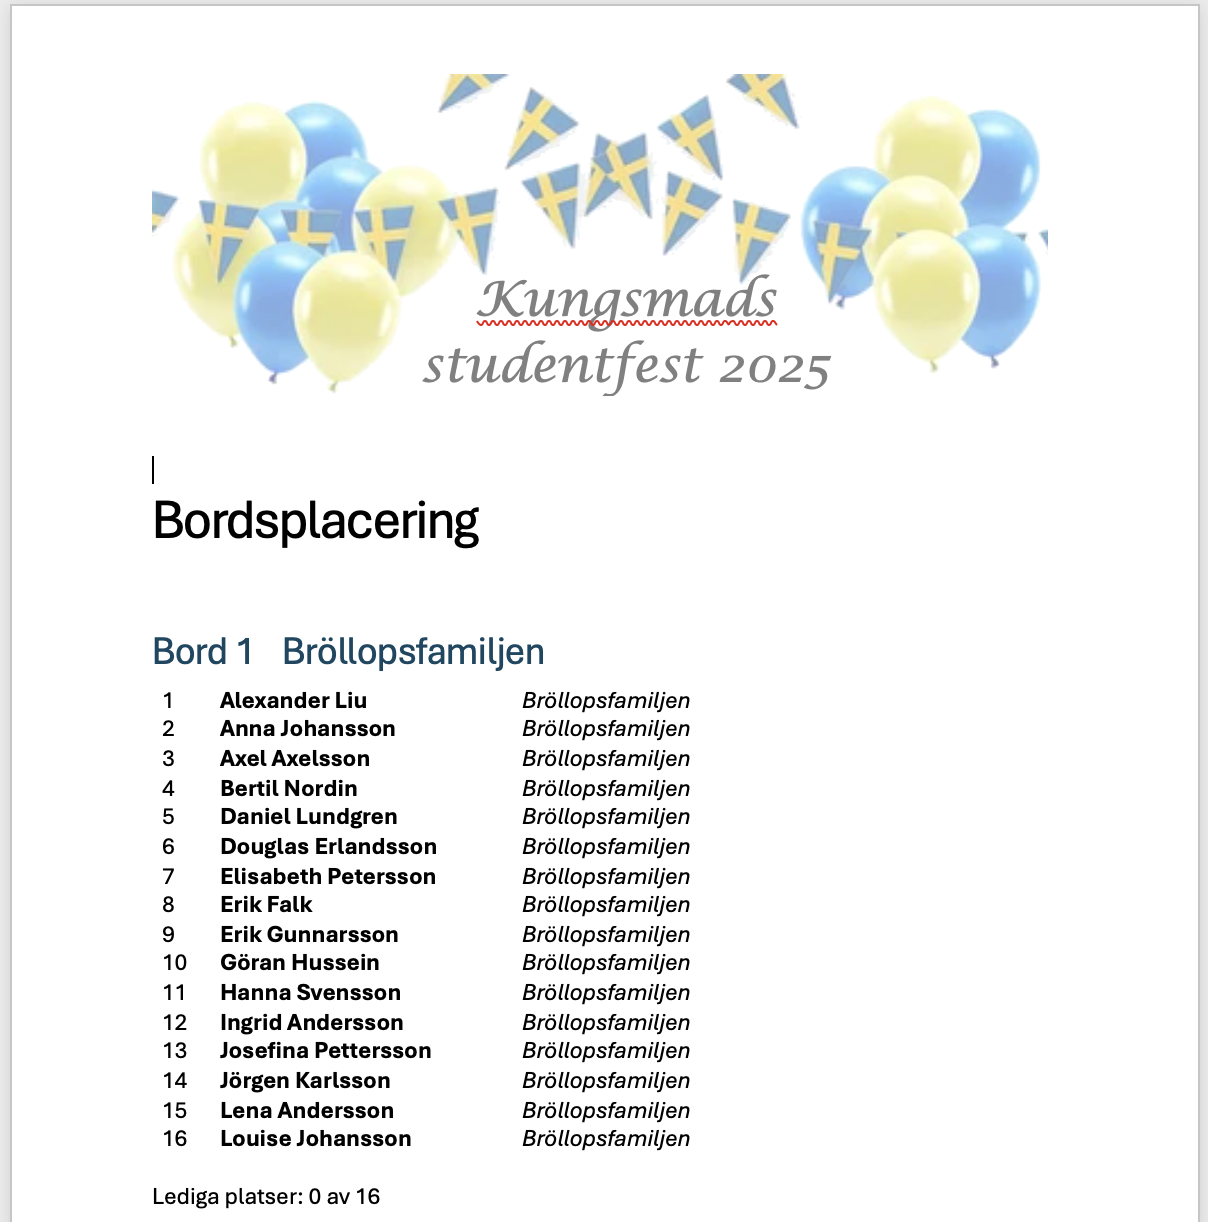 Kungsmads
studentfest 2025
Bordsplacering
Bord 1 Bröllopsfamiljen
1 Alexander Liu Bröllopsfamiljen
2 Anna Johansson Bröllopsfamiljen
3 Axel Axelsson Bröllopsfamiljen
4 Bertil Nordin Bröllopsfamiljen
5 Daniel Lundgren Bröllopsfamiljen
6 Douglas Erlandsson Bröllopsfamiljen
7 Elisabeth Petersson Bröllopsfamiljen
8 Erik Falk Bröllopsfamiljen
9 Erik Gunnarsson Bröllopsfamiljen
10 Göran Hussein Bröllopsfamiljen
11 Hanna Svensson Bröllopsfamiljen
12 Ingrid Andersson Bröllopsfamiljen
13 Josefina Pettersson Bröllopsfamiljen
14 Jörgen Karlsson Bröllopsfamiljen
15 Lena Andersson Bröllopsfamiljen
16 Louise Johansson Bröllopsfamiljen
Lediga platser: 0 av 16